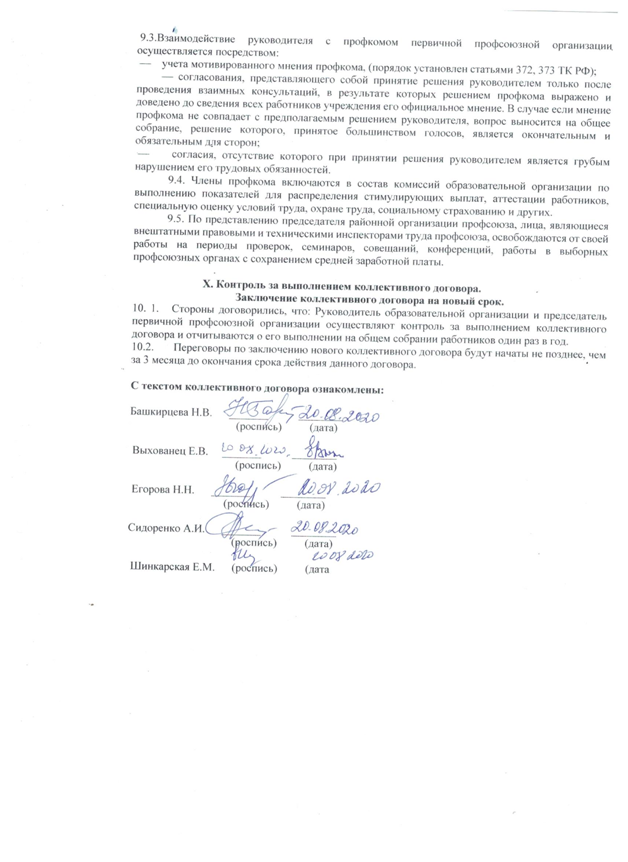 9.3.Взаимодействие руководителя с профкомом первичной профсоюзной организации
осуществляется посредством:
— учета мотивированного мнения профкома, (порядок установлен статьями 372, 373 ТК РФ);
— согласования, представляющего собой принятие решения руководителем только после
проведения взаимных консультаций, в результате которых решением профкома выражено и
доведено до сведения всех работников учреждения его официальное мнение. В случае если мнение
профкома не совпадает с предполагаемым решением руководителя, вопрос выносится на общее
собрание, решение которого, принятое большинством голосов, является окончательным и
обязательным для сторон;
— согласия, отсутствие которого при принятии решения руководителем является грубым
нарушением его трудовых обязанностей.
9.4. Члены профкома включаются в состав комиссий образовательной организации по
выполнению показателей для распределения стимулирующих выплат, аттестации работников,
специальную оценку условий труда, охране труда, социальному страхованию и других.
9.5. По представлению председателя районной организации профсоюза, лица, являющиеся
внештатными правовыми и техническими инспекторами труда профсоюза, освобождаются от своей
работы на периоды проверок, семинаров, совещаний, конференций, работы в выборных
профсоюзных органах с сохранением средней заработной платы.
X. Контроль за выполнением коллективного договора.
Заключение коллективного договора на новый срок.
10. 1. Стороны договорились, что: Руководитель образовательной организации и председатель
первичной профсоюзной организации осуществляют контроль за выполнением коллективного
договора и отчитываются о его выполнении на общем собрании работников один раз в год.
10.2. Переговоры по заключению нового коллективного договора будут начаты не позднее, чем
за 3 месяца до окончания срока действия данного договора.
С текстом коллективного договора ознакомлены:
Башкирцева Н.В. 20.08.2020
(роспись) (дата)
Выхованец Е.В. 20 08.2020.
(роспись) (дата)
Егорова Н.Н. 20.08.2020
(роспись) (дата)
Сидоренко А.И. 20.08.2020
(роспись) (дата)
20 08 2020
Шинкарская Е.М. (роспись) (дата